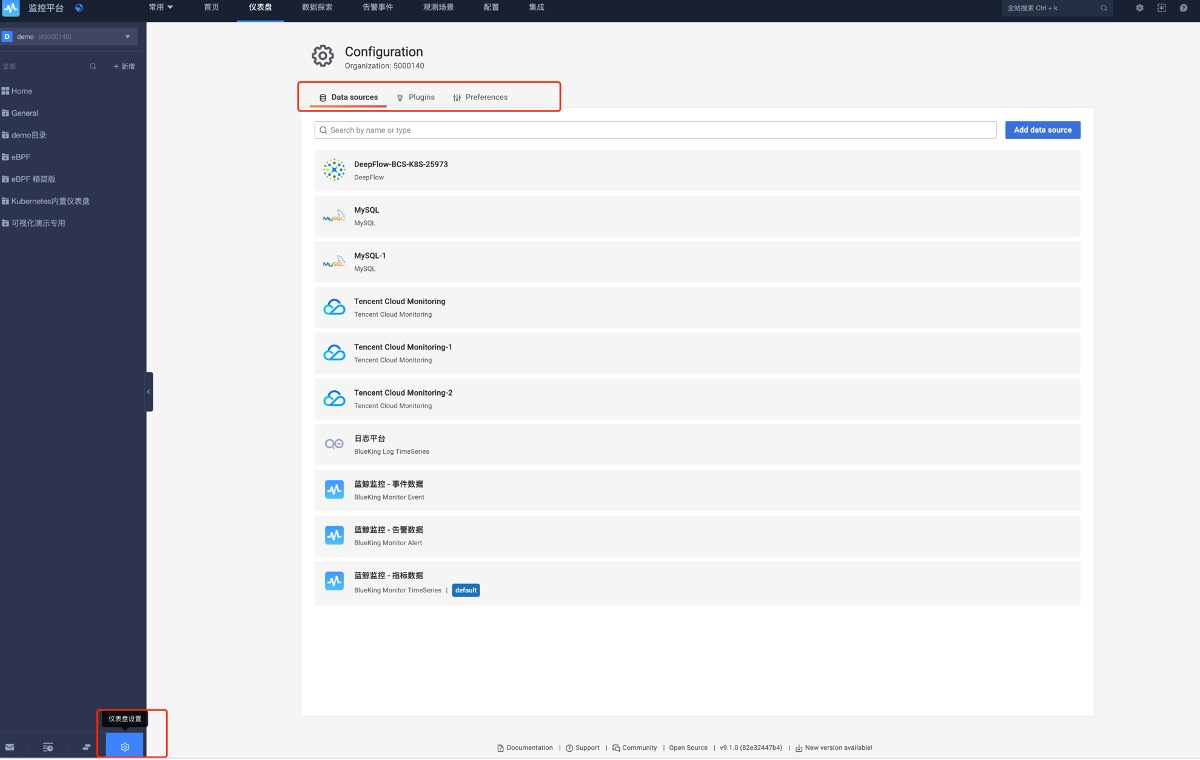 监控平台
常用 首页 仪表盘 数据探索 告警事件 观测场景 配置 集成
全站搜索 Ctrl + k
D demo (#5000140)
全部 + 新增
Home
General
demo目录
eBPF
eBPF 精简版
Kubernetes内置仪表盘
可视化演示专用
仪表盘设置
Configuration
Organization: 5000140
Data sources Plugins Preferences
Search by name or type
Add data source
DeepFlow-BCS-K8S-25973
DeepFlow
MySQL
MySQL
MySQL
MySQL-1
MySQL
MySQL
Tencent Cloud Monitoring
Tencent Cloud Monitoring
Tencent Cloud Monitoring-1
Tencent Cloud Monitoring
Tencent Cloud Monitoring-2
Tencent Cloud Monitoring
日志平台
BlueKing Log TimeSeries
蓝鲸监控 - 事件数据
BlueKing Monitor Event
蓝鲸监控 - 告警数据
BlueKing Monitor Alert
蓝鲸监控 - 指标数据
BlueKing Monitor TimeSeries | default
Documentation | Support | Community | Open Source | v9.1.0 (82e32447b4) | New version available!